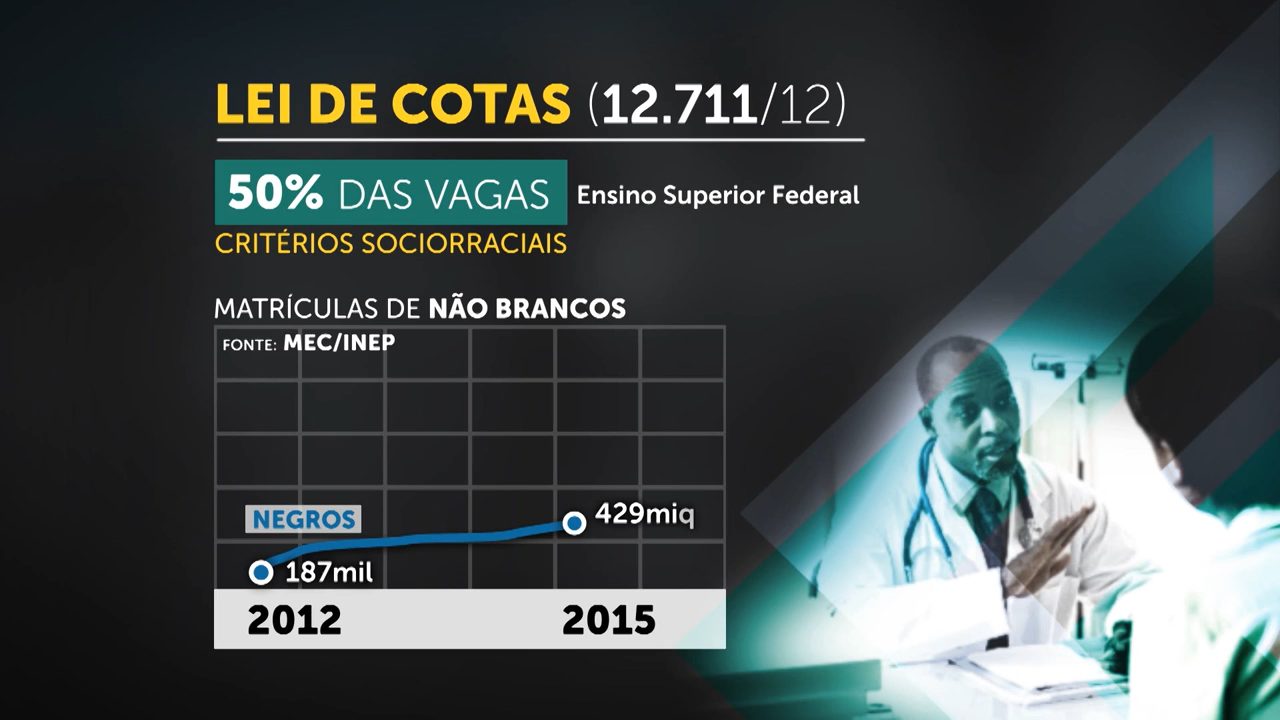 LEI DE COTAS (12.711/12)
50% DAS VAGAS Ensino Superior Federal
CRITÉRIOS SOCIORRACIAIS
MATRÍCULAS DE NÃO BRANCOS
FONTE: MEC/INEP
NEGROS
429miq
187mil
2012 2015